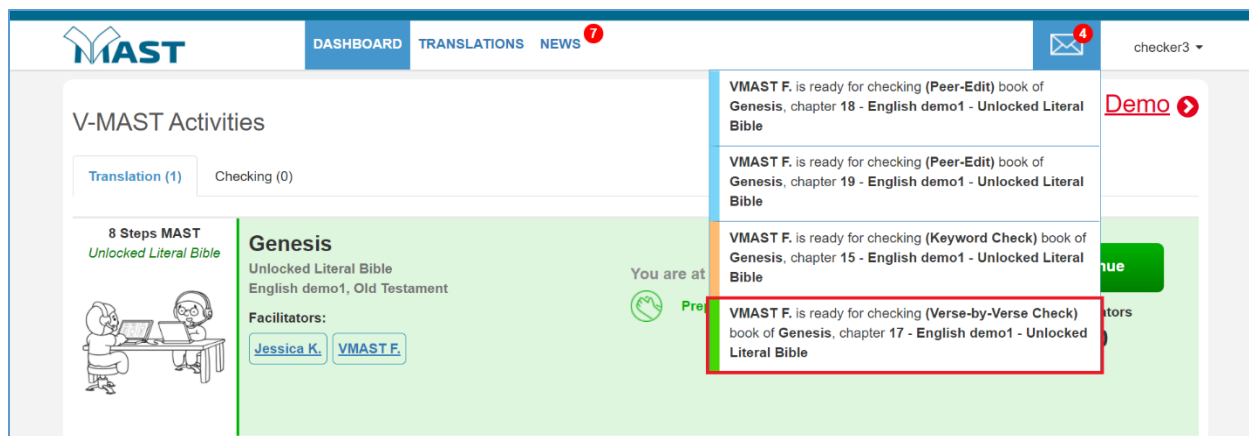 MAST
DASHBOARD TRANSLATIONS NEWS 7
4
checker3
V-MAST Activities
Demo
Translation (1) Checking (0)
8 Steps MAST
Unlocked Literal Bible
Genesis
Unlocked Literal Bible
English demo1, Old Testament
Facilitators:
Jessica K. VMAST F.
You are at
VMAST F. is ready for checking (Peer-Edit) book of
Genesis, chapter 18 - English demo1 - Unlocked Literal
Bible
VMAST F. is ready for checking (Peer-Edit) book of
Genesis, chapter 19 - English demo1 - Unlocked Literal
Bible
VMAST F. is ready for checking (Keyword Check) book of
Genesis, chapter 15 - English demo1 - Unlocked Literal
Bible
VMAST F. is ready for checking (Verse-by-Verse Check)
book of Genesis, chapter 17 - English demo1 - Unlocked
Literal Bible